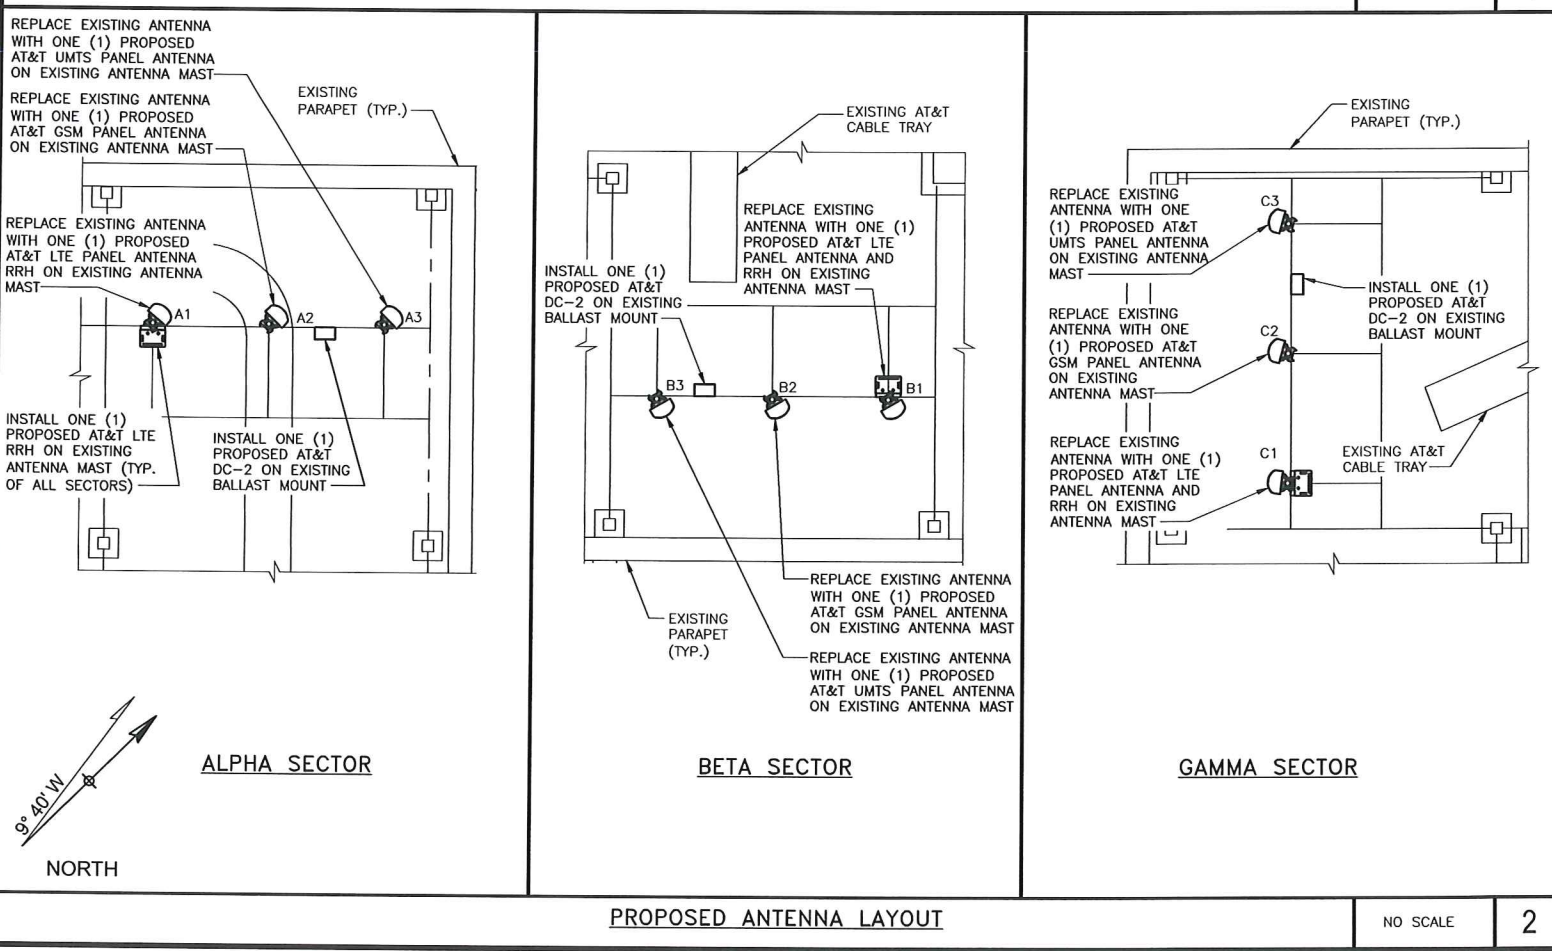 REPLACE EXISTING ANTENNA
WITH ONE (1) PROPOSED
AT&T UMTS PANEL ANTENNA
ON EXISTING ANTENNA MAST
REPLACE EXISTING ANTENNA
WITH ONE (1) PROPOSED
AT&T GSM PANEL ANTENNA
ON EXISTING ANTENNA MAST
EXISTING
PARAPET (TYP.)
REPLACE EXISTING ANTENNA
WITH ONE (1) PROPOSED
AT&T LTE PANEL ANTENNA
RRH ON EXISTING ANTENNA
MAST
A1
A2
A3
INSTALL ONE (1)
PROPOSED AT&T LTE
RRH ON EXISTING
ANTENNA MAST (TYP.
OF ALL SECTORS)
INSTALL ONE (1)
PROPOSED AT&T
DC-2 ON EXISTING
BALLAST MOUNT
ALPHA SECTOR
9° 40' W
NORTH
EXISTING AT&T
CABLE TRAY
REPLACE EXISTING
ANTENNA WITH ONE (1)
PROPOSED AT&T LTE
PANEL ANTENNA AND
RRH ON EXISTING
ANTENNA MAST
INSTALL ONE (1)
PROPOSED AT&T
DC-2 ON EXISTING
BALLAST MOUNT
B3
B2
B1
REPLACE EXISTING ANTENNA
WITH ONE (1) PROPOSED
AT&T GSM PANEL ANTENNA
ON EXISTING ANTENNA MAST
EXISTING
PARAPET
(TYP.)
REPLACE EXISTING ANTENNA
WITH ONE (1) PROPOSED
AT&T UMTS PANEL ANTENNA
ON EXISTING ANTENNA MAST
BETA SECTOR
EXISTING
PARAPET (TYP.)
REPLACE EXISTING
ANTENNA WITH ONE
(1) PROPOSED AT&T
UMTS PANEL ANTENNA
ON EXISTING ANTENNA
MAST
C3
INSTALL ONE (1)
PROPOSED AT&T
DC-2 ON EXISTING
BALLAST MOUNT
REPLACE EXISTING
ANTENNA WITH ONE
(1) PROPOSED AT&T
GSM PANEL ANTENNA
ON EXISTING
ANTENNA MAST
C2
REPLACE EXISTING
ANTENNA WITH ONE (1)
PROPOSED AT&T LTE
PANEL ANTENNA AND
RRH ON EXISTING
ANTENNA MAST
C1
EXISTING AT&T
CABLE TRAY
GAMMA SECTOR
PROPOSED ANTENNA LAYOUT
NO SCALE
2